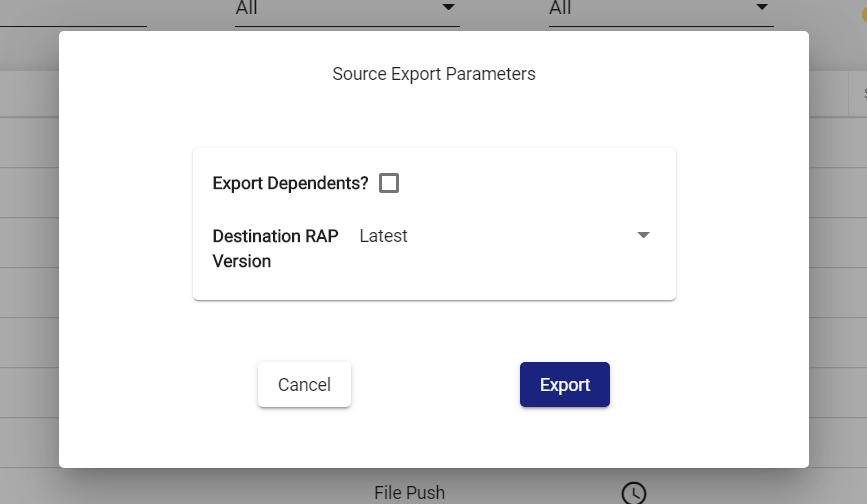 All
All
Source Export Parameters
Export Dependents?
Destination RAP
Version
Latest
Cancel
Export
File Push